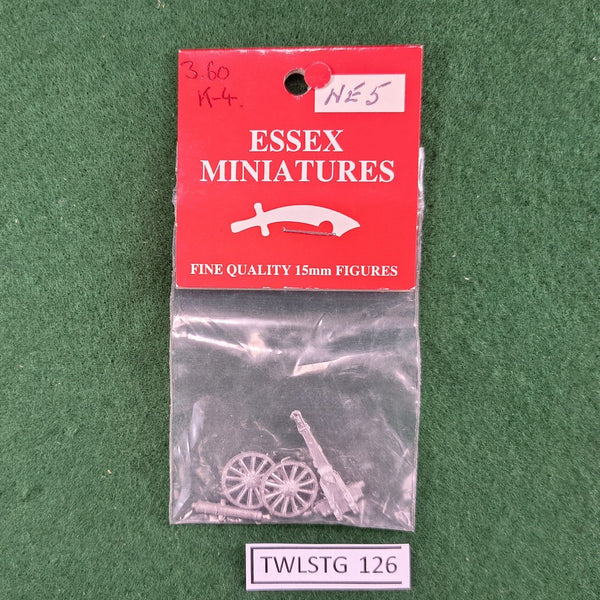 3.60
K-4.
NE5
ESSEX
MINIATURES
FINE QUALITY 15mm FIGURES
TWLSTG 126